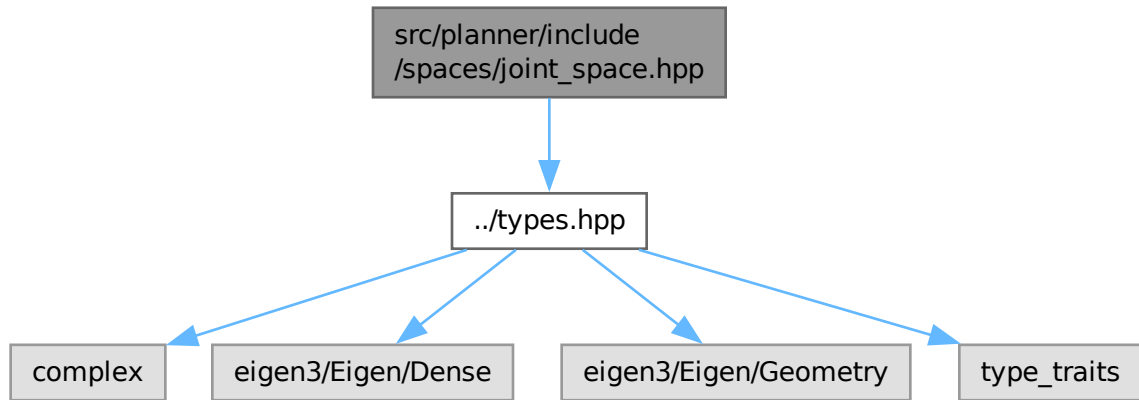 src/planner/include
/spaces/joint_space.hpp
../types.hpp
complex
eigen3/Eigen/Dense
eigen3/Eigen/Geometry
type_traits